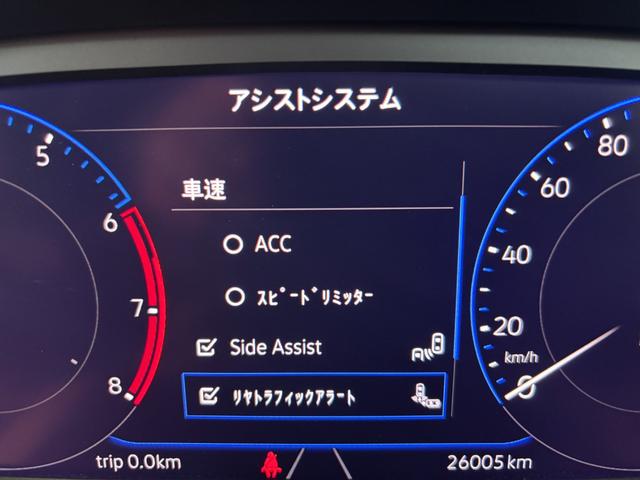 アシストシステム
車速
ACC
スピードリミッター
Side Assist
リヤトラフィックアラート
5
6
7
8
80
60
40
20
km/h
0
trip 0.0km
26005 km